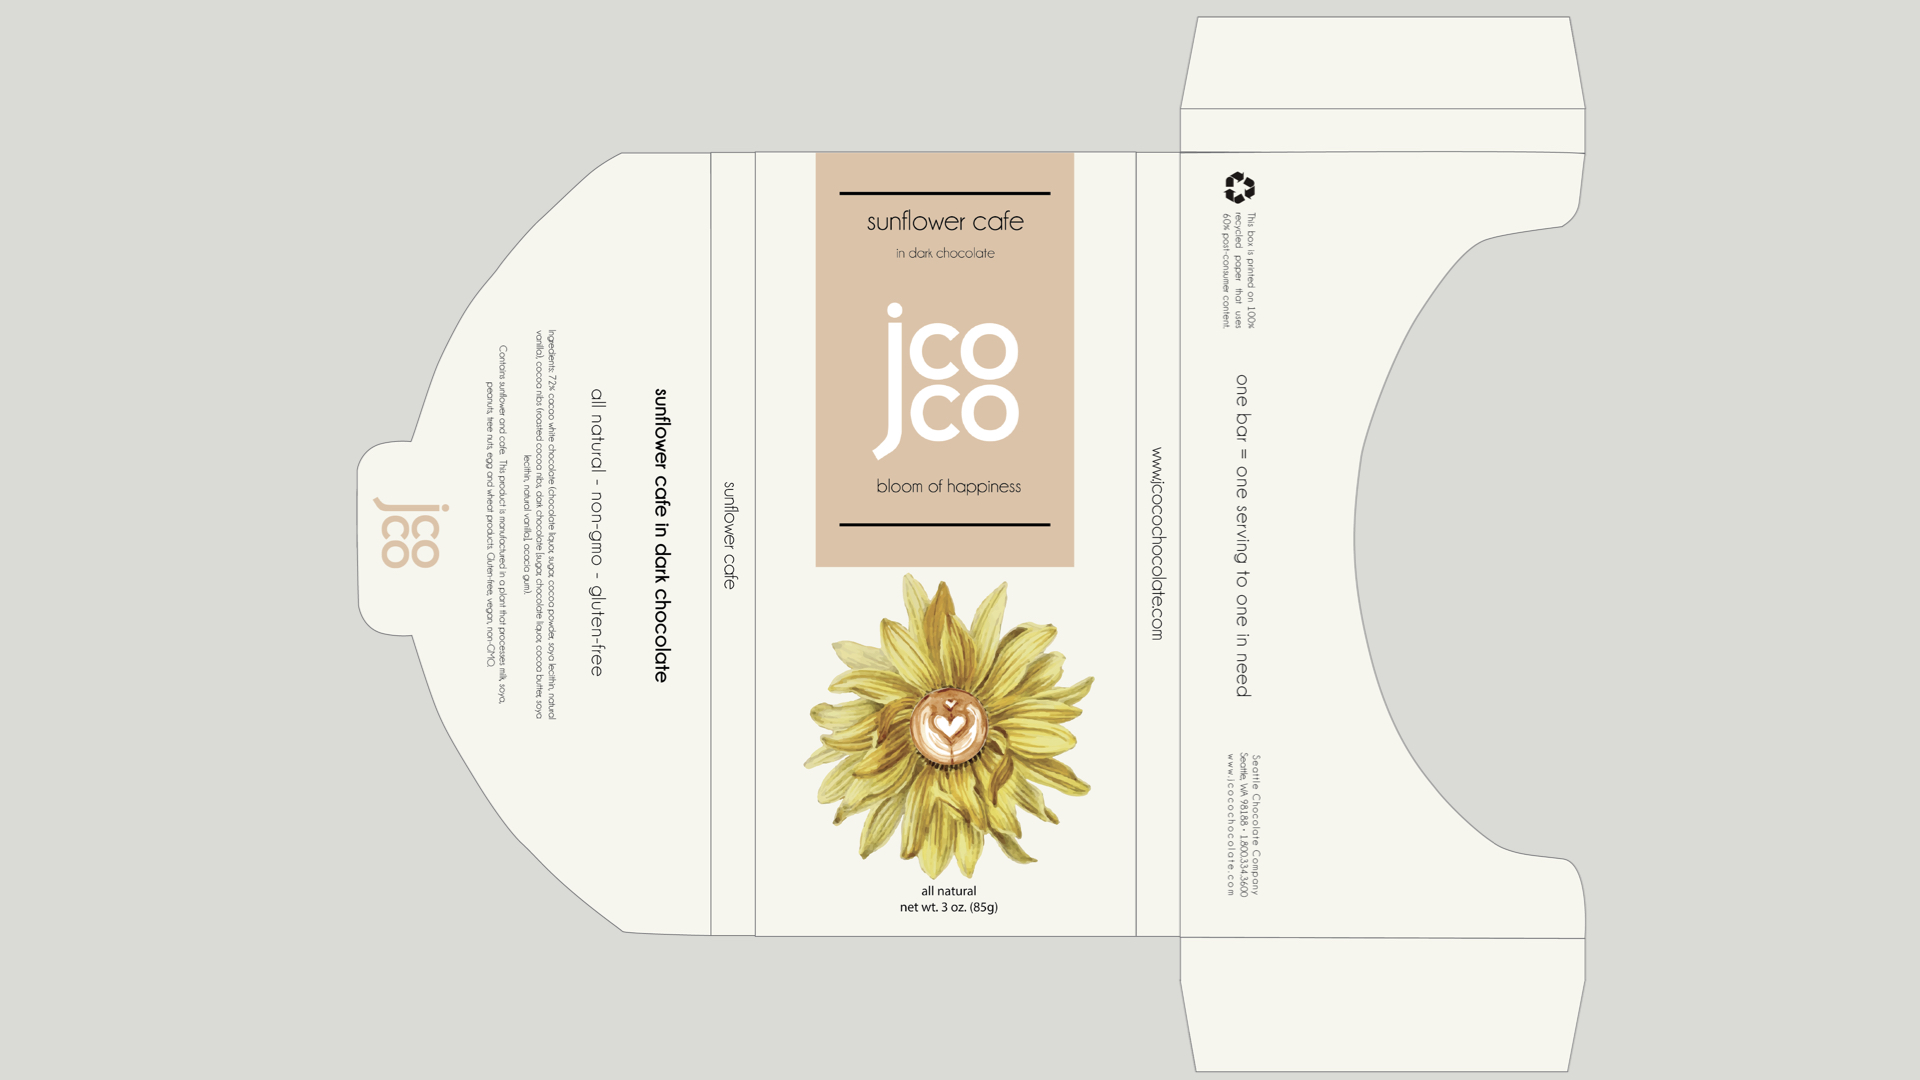 sunflower cafe
in dark chocolate
jcoco
bloom of happiness
all natural
net wt. 3 oz. (85g)
sunflower cafe
sunflower cafe in dark chocolate
all natural - non-gmo - gluten-free
Ingredients: 72% cacao white chocolate (chocolate liquor, sugar, cocoa powder, soya lecithin, natural
vanilla), cocoa nibs (roasted cocoa nibs, dark chocolate [sugar, chocolate liquor, cocoa butter, soya
lecithin, natural vanilla], acacia gum).
Contains sunflower and cafe. This product is manufactured in a plant that processes milk, soya,
peanuts, tree nuts, egg and wheat products. Gluten-free, vegan, non-GMO.
jcoco
www.jcocochocolate.com
This box is printed on 100%
recycled paper that uses
60% post-consumer content.
one bar = one serving to one in need
Seattle Chocolate Company
Seattle, WA 98188 • 1.800.334.3600
www.jcocochocolate.com